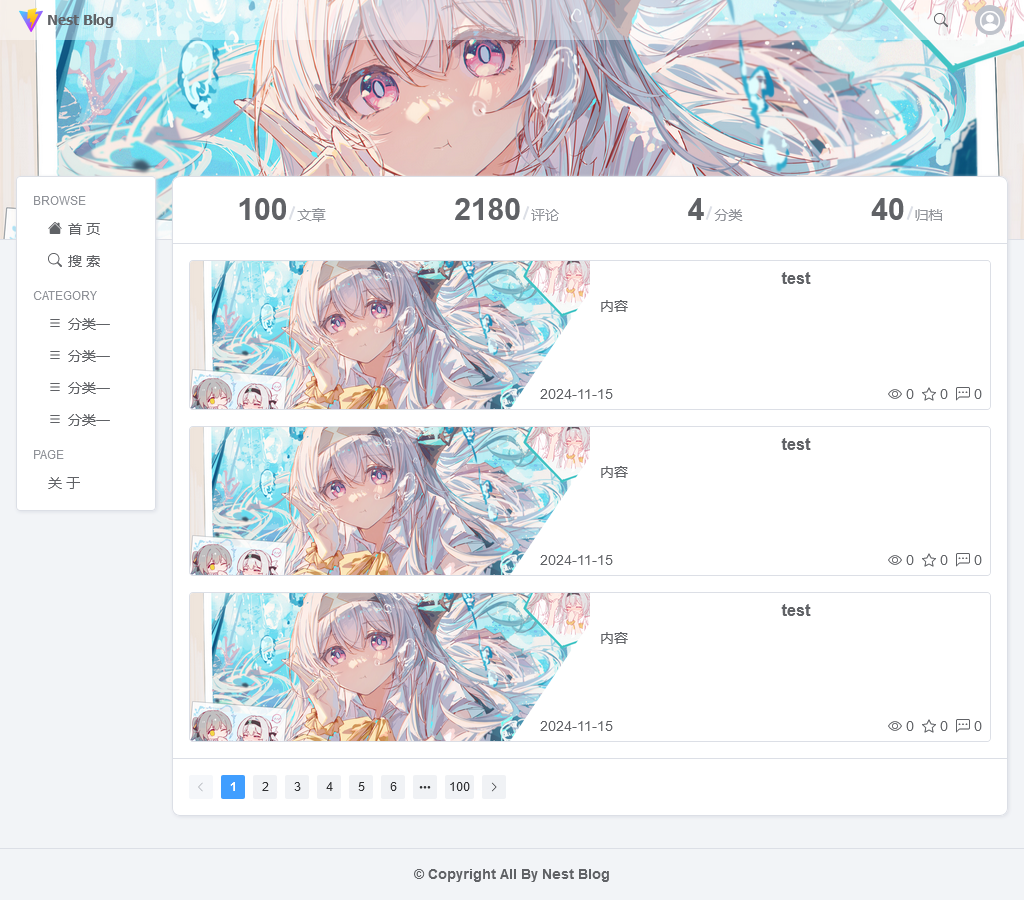 Nest Blog
BROWSE
首 页
搜 索
CATEGORY
分类一
分类一
分类一
分类一
PAGE
关 于
100/文章 2180/评论 4/分类 40/归档
test
内容
2024-11-15 0 0 0
test
内容
2024-11-15 0 0 0
test
内容
2024-11-15 0 0 0
1 2 3 4 5 6 ••• 100
© Copyright All By Nest Blog